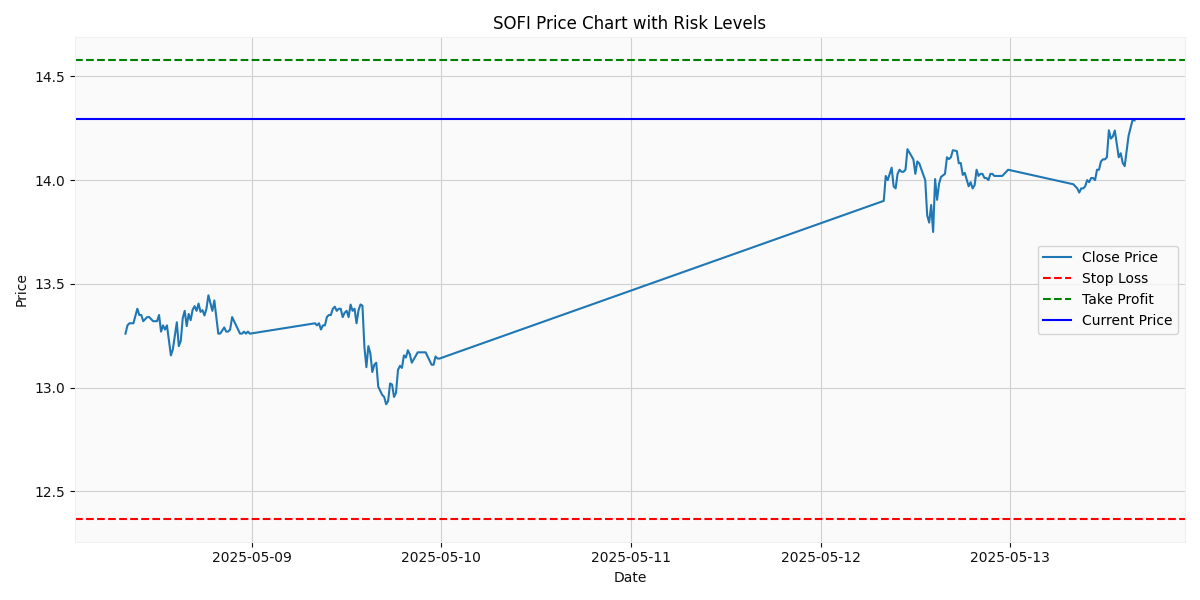 SOFI Price Chart with Risk Levels
14.5
14.0
13.5
13.0
12.5
Price
Close Price
Stop Loss
Take Profit
Current Price
2025-05-09
2025-05-10
2025-05-11
2025-05-12
2025-05-13
Date